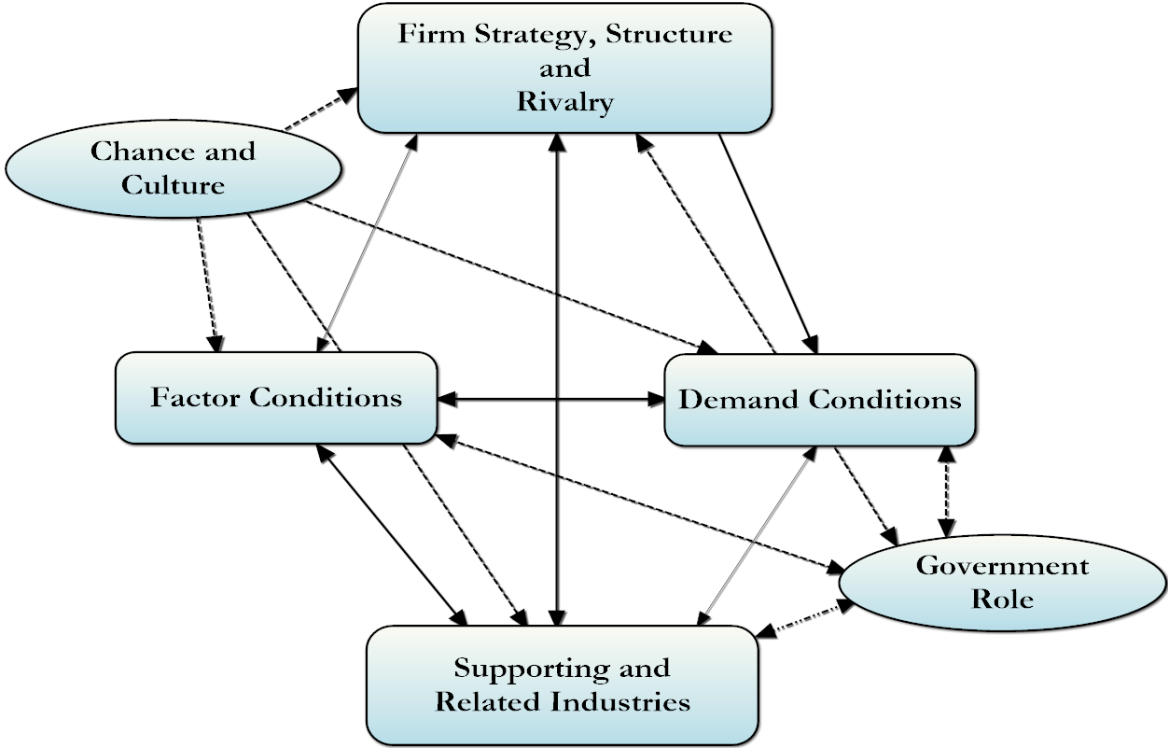 Firm Strategy, Structure
and
Rivalry
Chance and
Culture
Factor Conditions
Demand Conditions
Government
Role
Supporting and
Related Industries